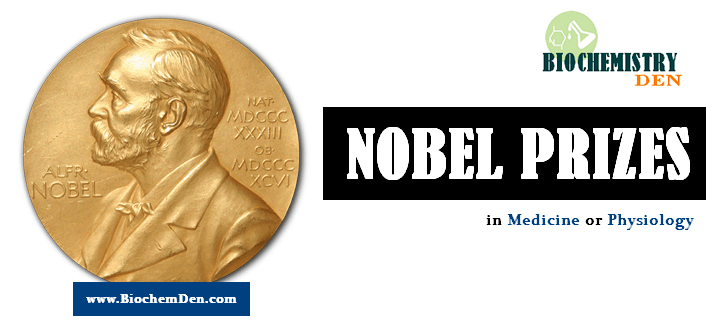 BIOCHEMISTRY
DEN
ALFR·
NOBEL
NAT·
MDCCC
XXXIII
OB·
MDCCC
XCVI
NOBEL PRIZES
in Medicine or Physiology
www.BiochemDen.com